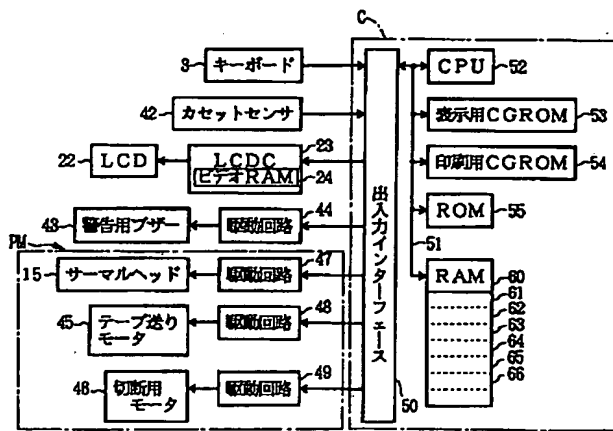 C
3 キーボード
42 カセットセンサ
22 LCD
23
LCDC
ビデオRAM
24
43 警告用ブザー
駆動回路 44
PM
15 サーマルヘッド
駆動回路 47
45 テープ送り
モータ
駆動回路 48
46 切断用
モータ
駆動回路 49
出入力インターフェース
50
51
CPU 52
表示用CGROM 53
印刷用CGROM 54
ROM 55
RAM 60
61
62
63
64
65
66